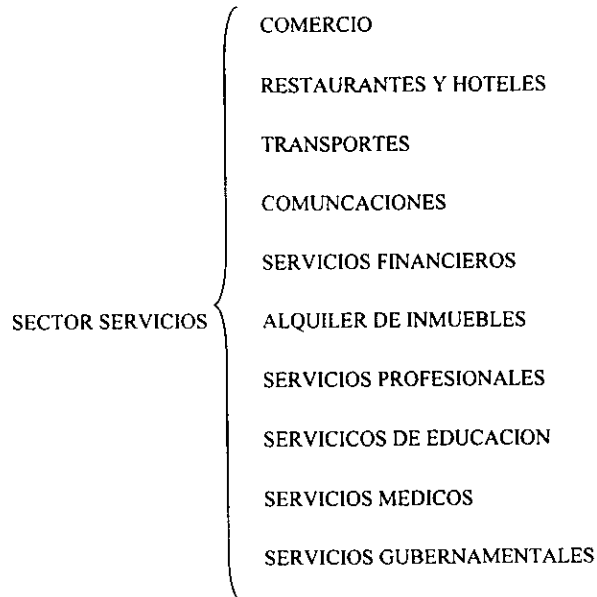 COMERCIO
RESTAURANTES Y HOTELES
TRANSPORTES
COMUNCACIONES
SERVICIOS FINANCIEROS
SECTOR SERVICIOS
ALQUILER DE INMUEBLES
SERVICIOS PROFESIONALES
SERVICICOS DE EDUCACION
SERVICIOS MEDICOS
SERVICIOS GUBERNAMENTALES